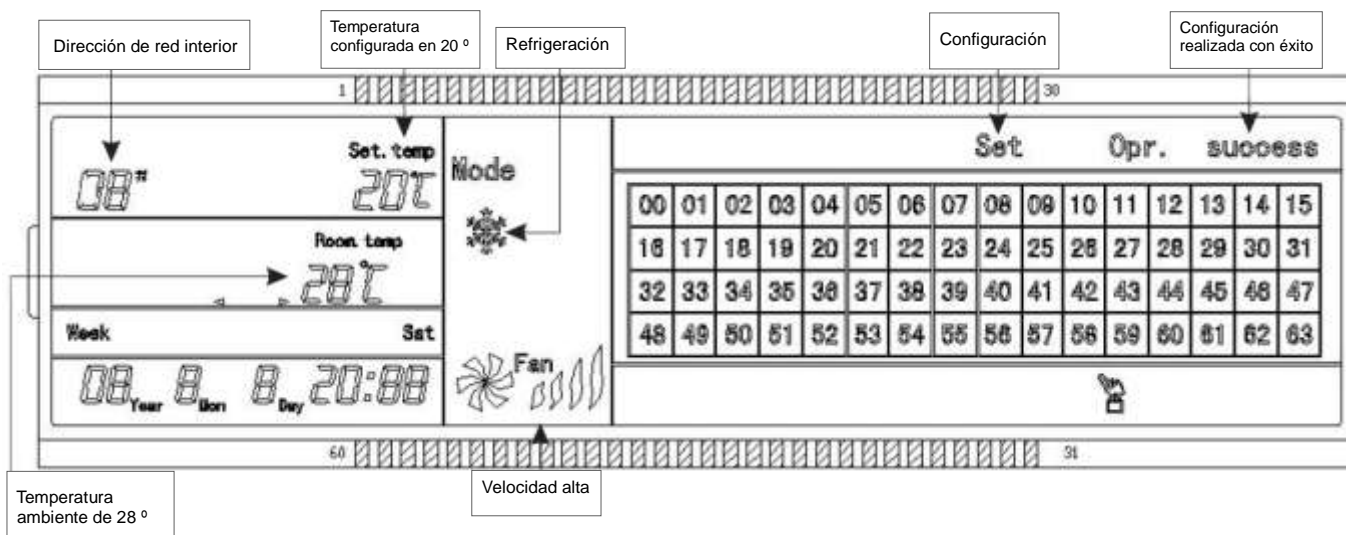 Dirección de red interior
Temperatura
configurada en 20 º
Refrigeración
Configuración
Configuración
realizada con éxito
1
30
Set. temp
08#
20°C
Mode
Set Opr. success
Room temp
28°C
Week Sat
08 Year 8 Mon 8 Day 20:88
Fan
00 01 02 03 04 05 06 07 08 09 10 11 12 13 14 15
16 17 18 19 20 21 22 23 24 25 26 27 28 29 30 31
32 33 34 35 36 37 38 39 40 41 42 43 44 45 46 47
48 49 50 51 52 53 54 55 56 57 58 59 60 61 62 63
60
31
Temperatura
ambiente de 28 º
Velocidad alta